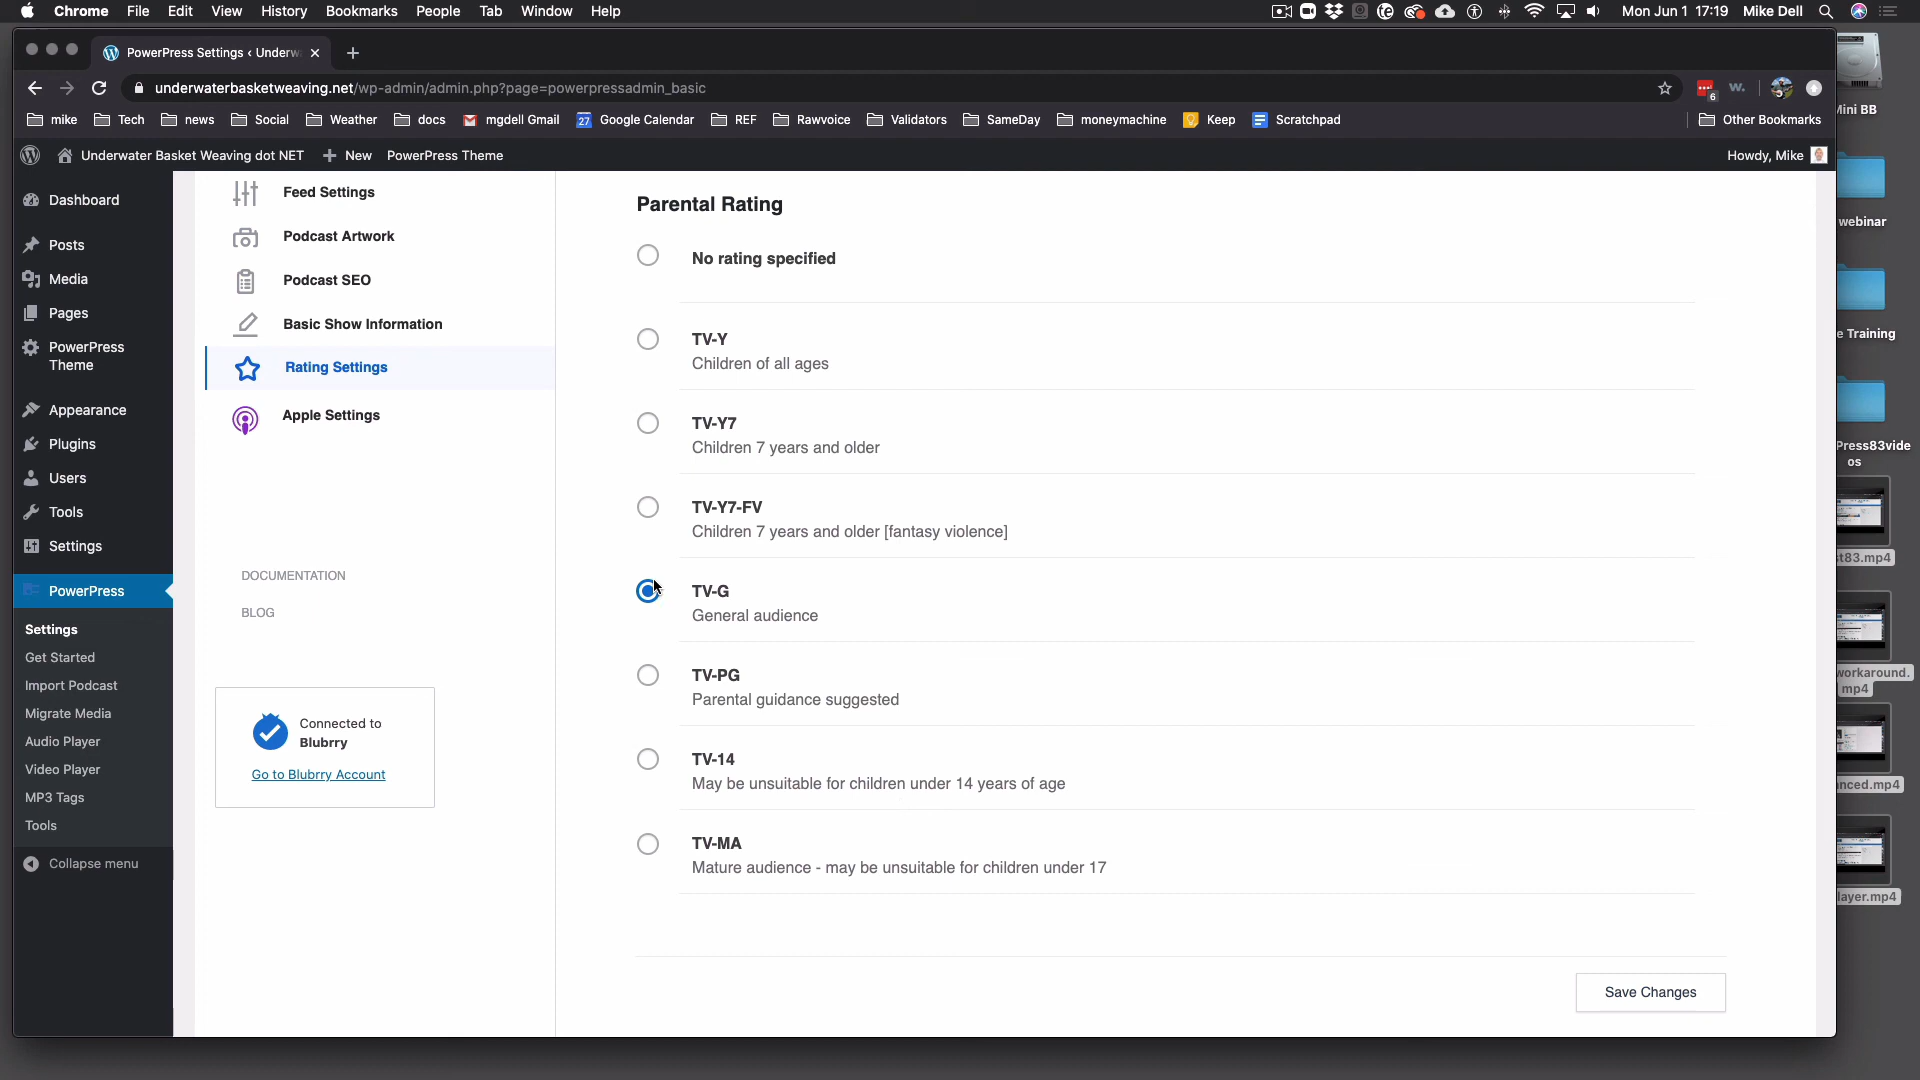 Chrome File Edit View History Bookmarks People Tab Window Help
Mon Jun 1 17:19 Mike Dell
PowerPress Settings ‹ Underw
underwaterbasketweaving.net/wp-admin/admin.php?page=powerpressadmin_basic
6
mike Tech news Social Weather docs mgdell Gmail 27 Google Calendar REF Rawvoice Validators SameDay moneymachine Keep Scratchpad Other Bookmarks
Underwater Basket Weaving dot NET New PowerPress Theme Howdy, Mike
Dashboard
Posts
Media
Pages
PowerPress
Theme
Appearance
Plugins
Users
Tools
Settings
PowerPress
Settings
Get Started
Import Podcast
Migrate Media
Audio Player
Video Player
MP3 Tags
Tools
Collapse menu
Feed Settings
Podcast Artwork
Podcast SEO
Basic Show Information
Rating Settings
Apple Settings
DOCUMENTATION
BLOG
Connected to
Blubrry
Go to Blubrry Account
Parental Rating
No rating specified
TV-Y
Children of all ages
TV-Y7
Children 7 years and older
TV-Y7-FV
Children 7 years and older [fantasy violence]
TV-G
General audience
TV-PG
Parental guidance suggested
TV-14
May be unsuitable for children under 14 years of age
TV-MA
Mature audience - may be unsuitable for children under 17
Save Changes
Mini BB
webinar
e Training
Press83vide
os
st83.mp4
workaround.
mp4
anced.mp4
layer.mp4